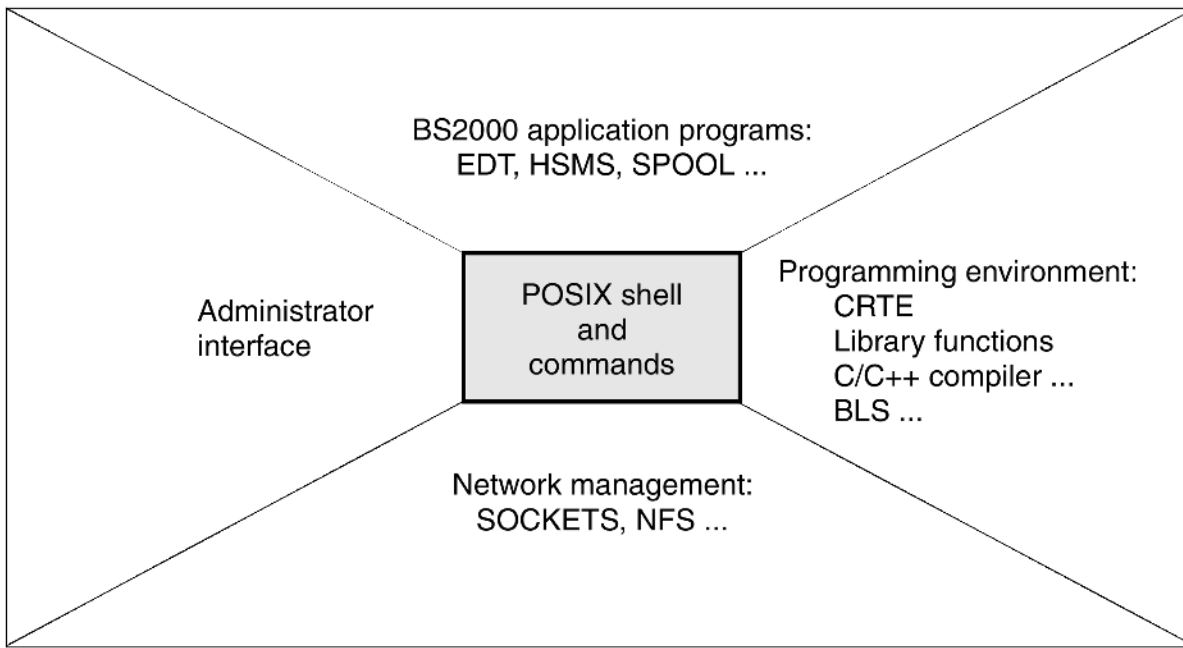 BS2000 application programs:
EDT, HSMS, SPOOL ...
Administrator
interface
POSIX shell
and
commands
Programming environment:
CRTE
Library functions
C/C++ compiler ...
BLS ...
Network management:
SOCKETS, NFS ...